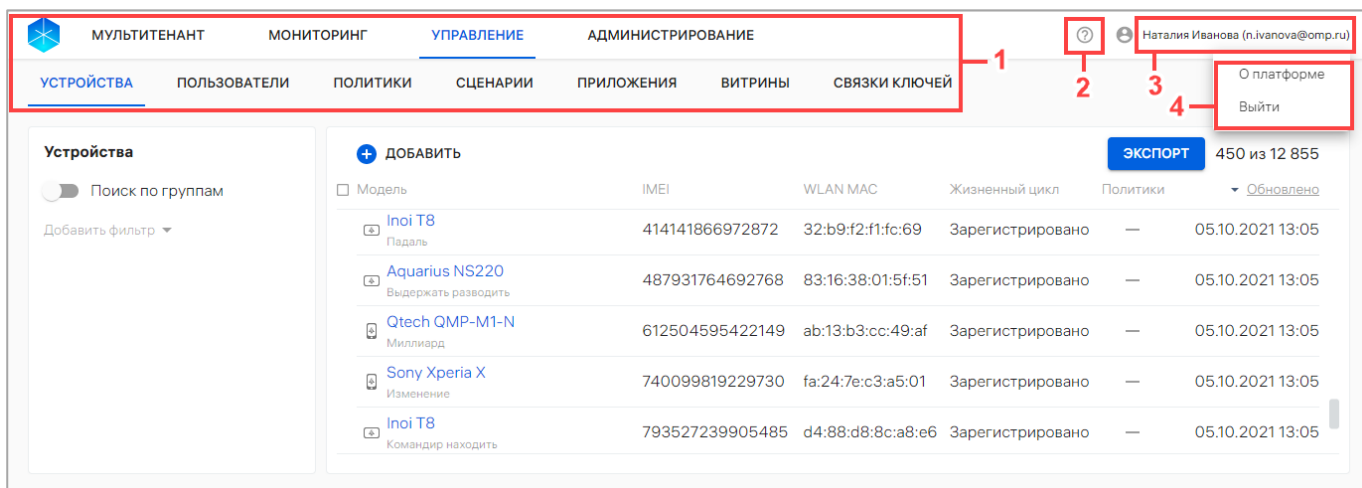 МУЛЬТИТЕНАНТ МОНИТОРИНГ УПРАВЛЕНИЕ АДМИНИСТРИРОВАНИЕ Наталия Иванова (n.ivanova@omp.ru)
1
2
3
УСТРОЙСТВА ПОЛЬЗОВАТЕЛИ ПОЛИТИКИ СЦЕНАРИИ ПРИЛОЖЕНИЯ ВИТРИНЫ СВЯЗКИ КЛЮЧЕЙ
О платформе
4
Выйти
Устройства
Поиск по группам
Добавить фильтр
ДОБАВИТЬ ЭКСПОРТ 450 из 12 855
Модель IMEI WLAN MAC Жизненный цикл Политики Обновлено
Inoi T8 414141866972872 32:b9:f2:f1:fc:69 Зарегистрировано — 05.10.2021 13:05
Падаль
Aquarius NS220 487931764692768 83:16:38:01:5f:51 Зарегистрировано — 05.10.2021 13:05
Выдержать разводить
Qtech QMP-M1-N 612504595422149 ab:13:b3:cc:49:af Зарегистрировано — 05.10.2021 13:05
Миллиард
Sony Xperia X 740099819229730 fa:24:7e:c3:a5:01 Зарегистрировано — 05.10.2021 13:05
Изменение
Inoi T8 793527239905485 d4:88:d8:8c:a8:e6 Зарегистрировано — 05.10.2021 13:05
Командир находить